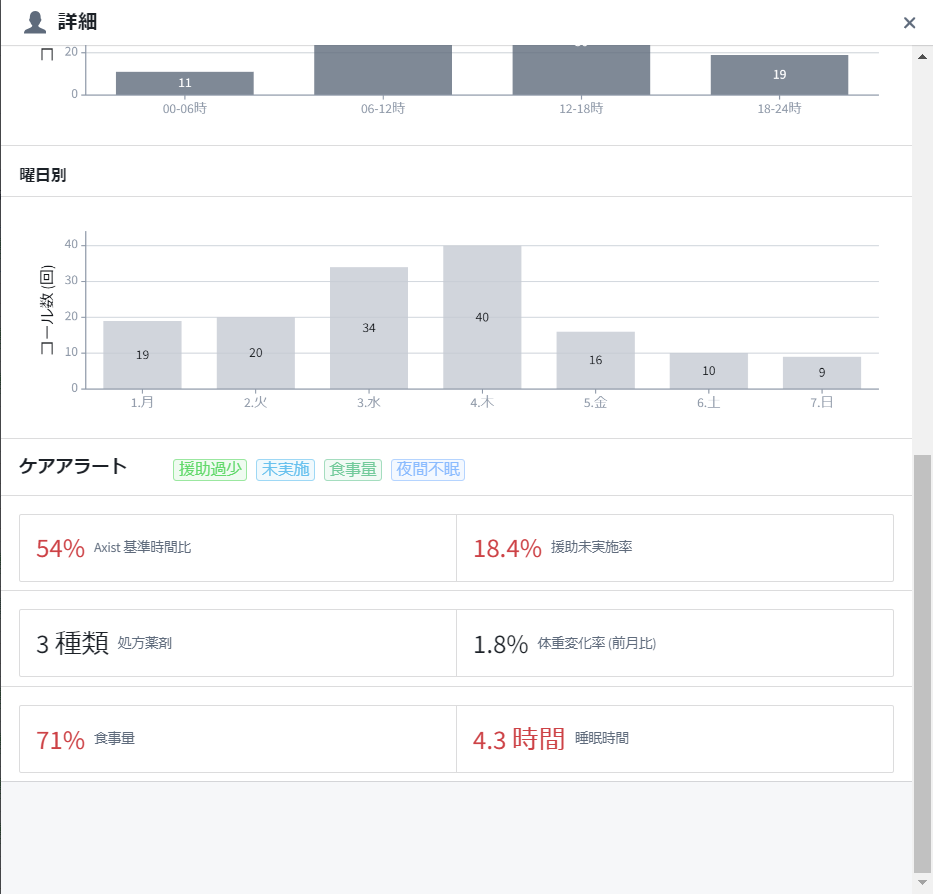 詳細
20
0
11
19
00-06時
06-12時
12-18時
18-24時
曜日別
コール数 (回)
40
30
20
10
0
19
20
34
40
16
10
9
1.月
2.火
3.水
4.木
5.金
6.土
7.日
ケアアラート
援助過少
未実施
食事量
夜間不眠
54% Axist 基準時間比
18.4% 援助未実施率
3 種類 処方薬剤
1.8% 体重変化率 (前月比)
71% 食事量
4.3 時間 睡眠時間